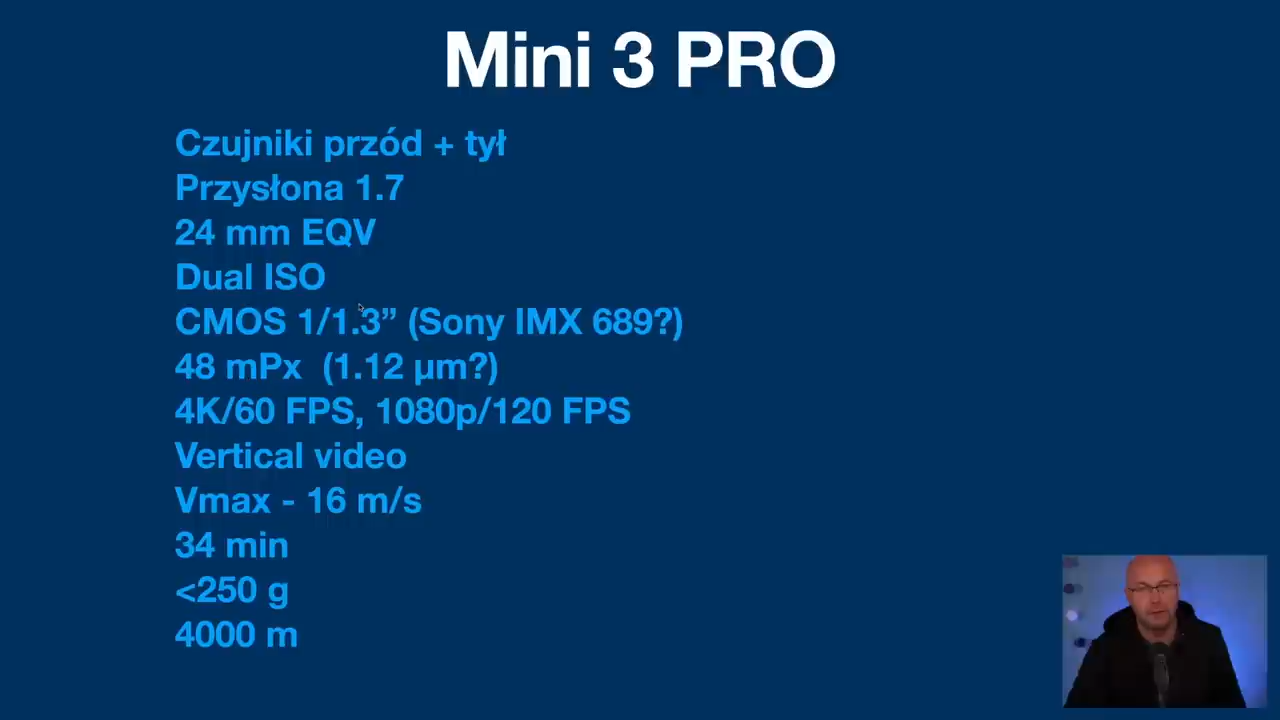 Mini 3 PRO
Czujniki przód + tył
Przysłona 1.7
24 mm EQV
Dual ISO
CMOS 1/1.3” (Sony IMX 689?)
48 mPx (1.12 µm?)
4K/60 FPS, 1080p/120 FPS
Vertical video
Vmax - 16 m/s
34 min
<250 g
4000 m